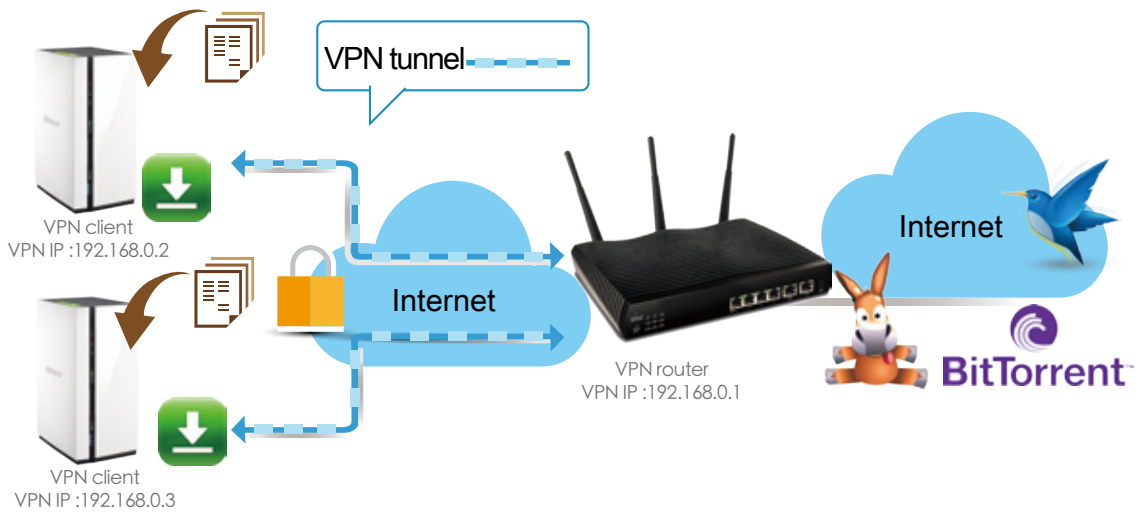 VPN tunnel
VPN client
VPN IP :192.168.0.2
Internet
VPN router
VPN IP :192.168.0.1
Internet
BitTorrent™
VPN client
VPN IP :192.168.0.3